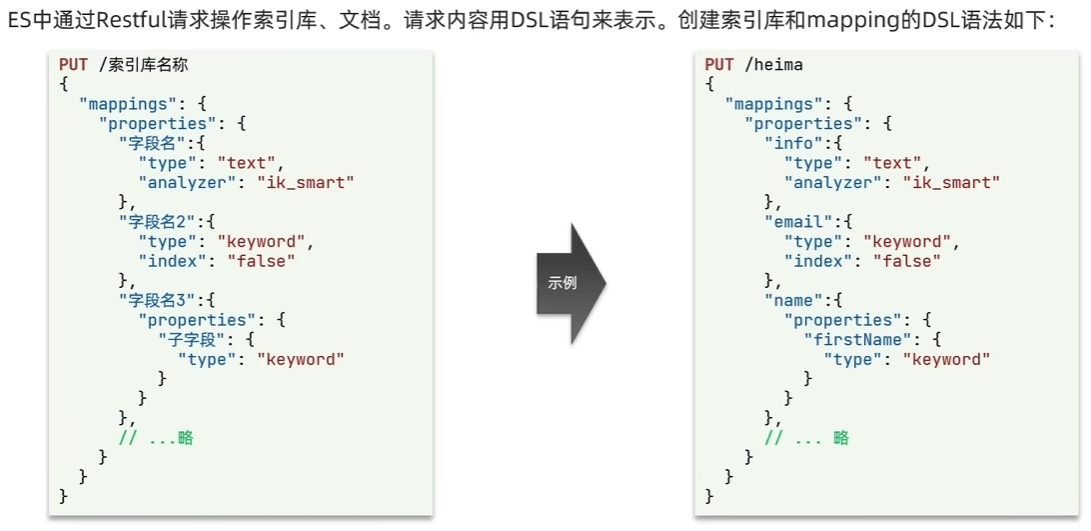 ES中通过Restful请求操作索引库、文档。请求内容用DSL语句来表示。创建索引库和mapping的DSL语法如下：
PUT /索引库名称
{
  "mappings": {
    "properties": {
      "字段名":{
        "type": "text",
        "analyzer": "ik_smart"
      },
      "字段名2":{
        "type": "keyword",
        "index": "false"
      },
      "字段名3":{
        "properties": {
          "子字段": {
            "type": "keyword"
          }
        }
      },
      // ...略
    }
  }
}
示例
PUT /heima
{
  "mappings": {
    "properties": {
      "info":{
        "type": "text",
        "analyzer": "ik_smart"
      },
      "email":{
        "type": "keyword",
        "index": "false"
      },
      "name":{
        "properties": {
          "firstName": {
            "type": "keyword"
          }
        }
      },
      // ... 略
    }
  }
}